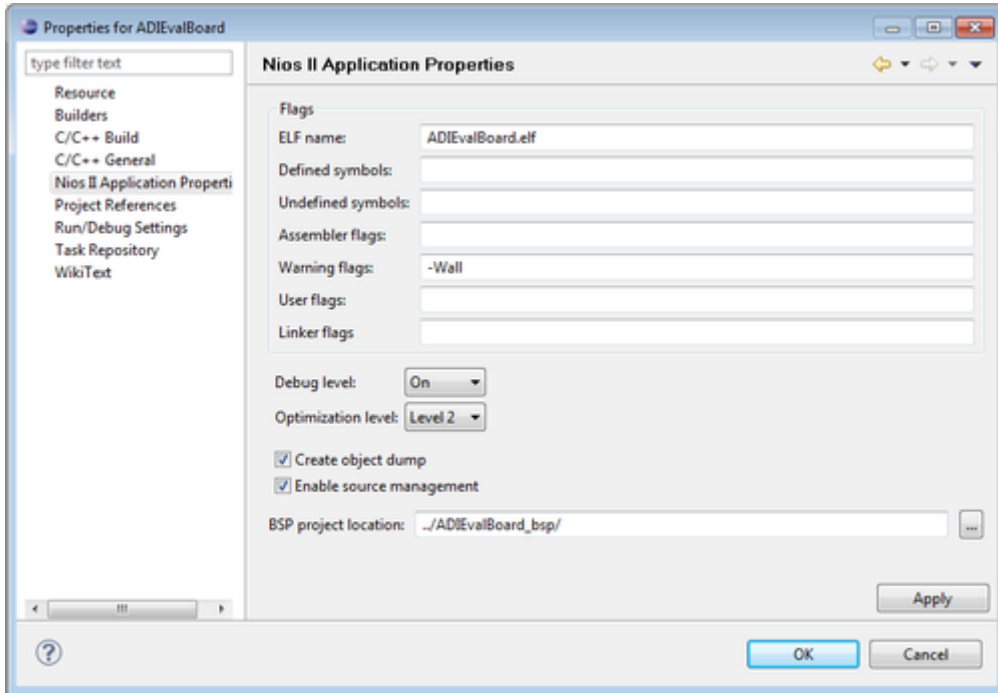 Properties for ADIEvalBoard
type filter text
Resource
Builders
C/C++ Build
C/C++ General
Nios II Application Properti
Project References
Run/Debug Settings
Task Repository
WikiText
Nios II Application Properties
Flags
ELF name: ADIEvalBoard.elf
Defined symbols:
Undefined symbols:
Assembler flags:
Warning flags: -Wall
User flags:
Linker flags
Debug level: On
Optimization level: Level 2
Create object dump
Enable source management
BSP project location: ../ADIEvalBoard_bsp/ ...
Apply
? OK Cancel